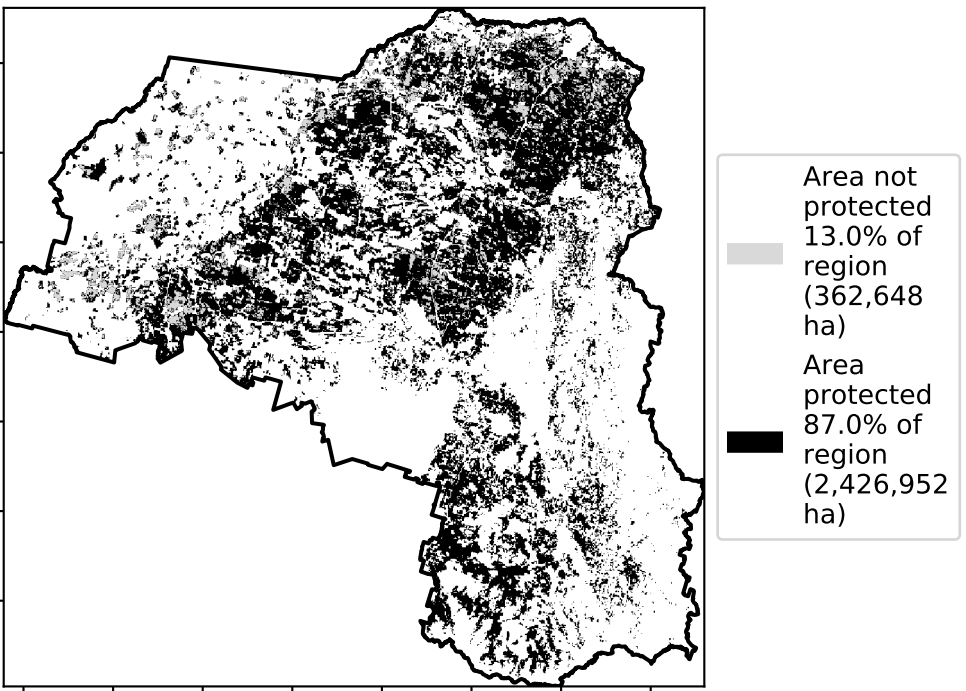 Area not
protected
13.0% of
region
(362,648
ha)
Area
protected
87.0% of
region
(2,426,952
ha)